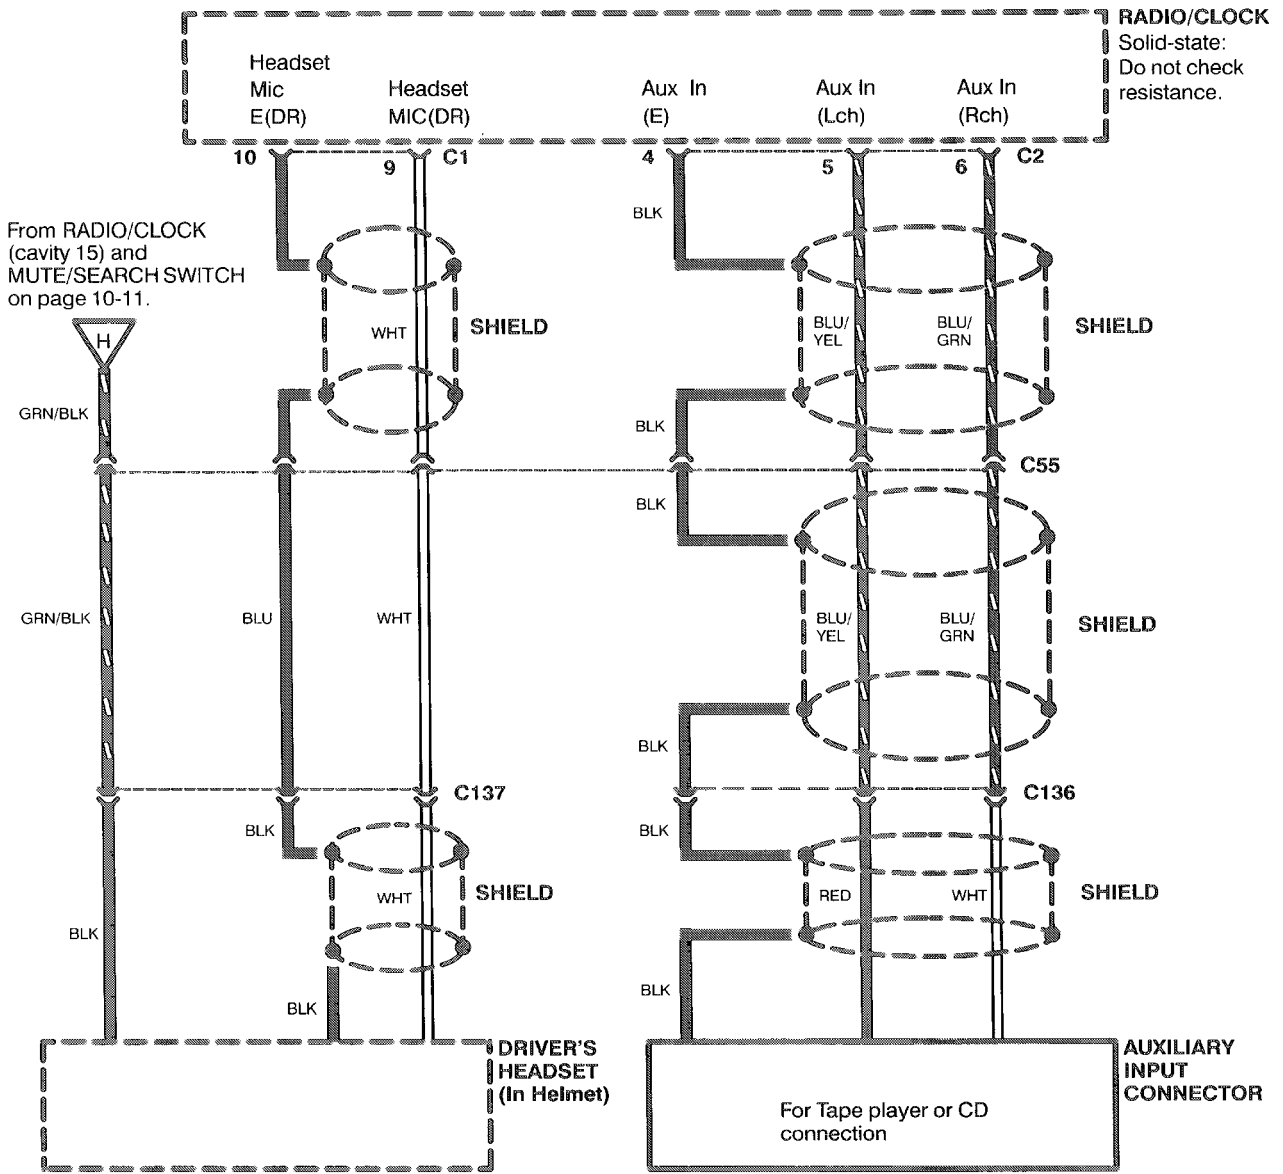 RADIO/CLOCK
Solid-state:
Do not check
resistance.
Headset
Mic
E(DR)
Headset
MIC(DR)
Aux In
(E)
Aux In
(Lch)
Aux In
(Rch)
10
9
C1
4
5
6
C2
BLK
From RADIO/CLOCK
(cavity 15) and
MUTE/SEARCH SWITCH
on page 10-11.
H
WHT
SHIELD
BLU/
YEL
BLU/
GRN
SHIELD
GRN/BLK
BLK
C55
BLK
GRN/BLK
BLU
WHT
BLU/
YEL
BLU/
GRN
SHIELD
BLK
C137
C136
BLK
BLK
WHT
SHIELD
RED
WHT
SHIELD
BLK
BLK
BLK
DRIVER'S
HEADSET
(In Helmet)
AUXILIARY
INPUT
CONNECTOR
For Tape player or CD
connection